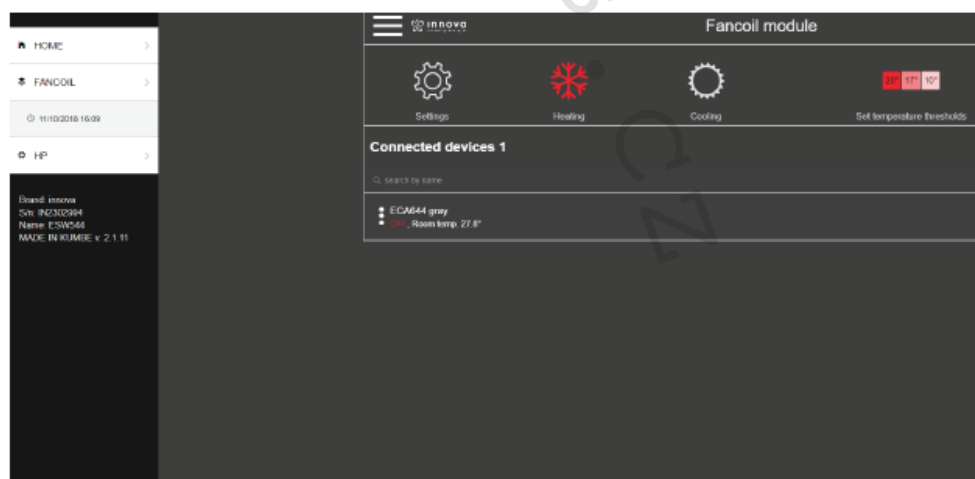 HOME
FANCOIL
11/10/2018 16:09
HP
Brand: innova
S/n: IN2302994
Name: ESW544
MADE IN KUMBE v. 2.1.11
innova
Fancoil module
Settings
Heating
Cooling
20° 17° 10°
Set temperature thresholds
Connected devices 1
search by name
ECA644 gray
OFF, Room temp. 27.8°